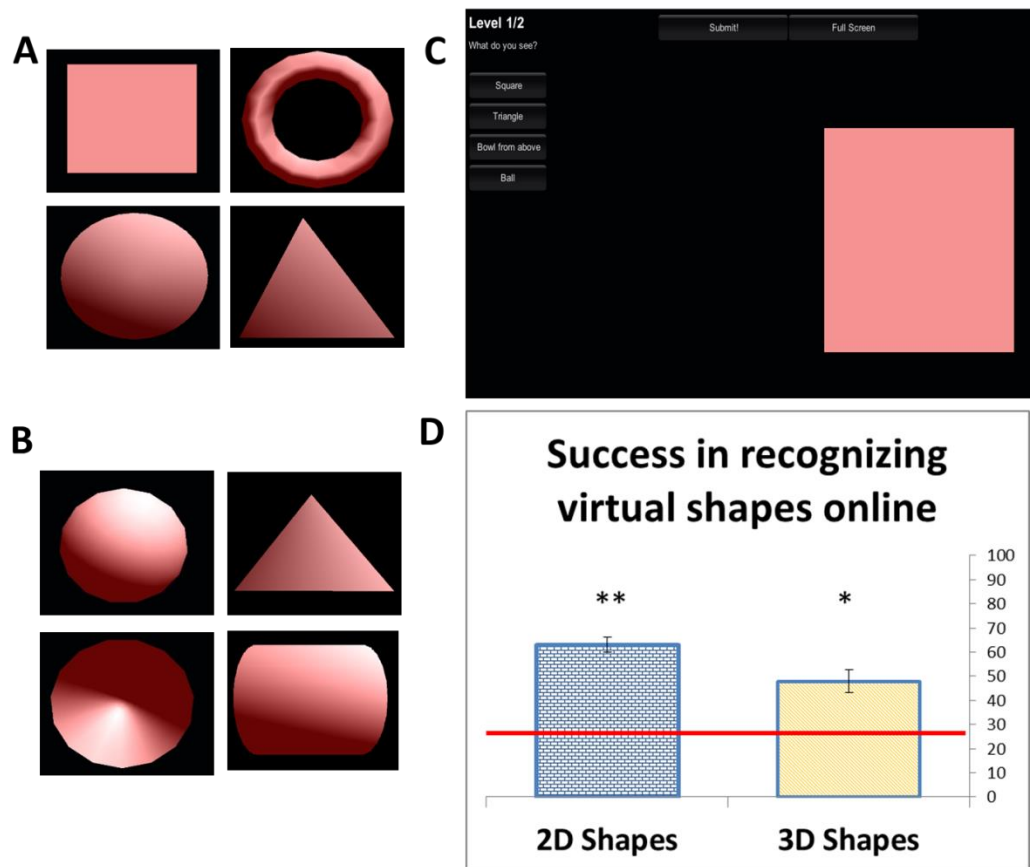 A
B
C
Level 1/2
What do you see?
Submit!
Full Screen
Square
Triangle
Bowl from above
Ball
D
Success in recognizing
virtual shapes online
**
*
100
90
80
70
60
50
40
30
20
10
0
2D Shapes
3D Shapes